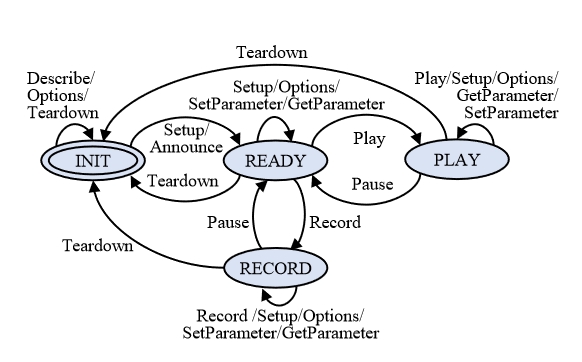 Teardown
Describe/
Options/
Teardown
Setup/Options/
SetParameter/GetParameter
Play/Setup/Options/
GetParameter/
SetParameter
Setup/
Announce
Play
INIT
READY
PLAY
Teardown
Pause
Pause
Record
Teardown
RECORD
Record /Setup/Options/
SetParameter/GetParameter